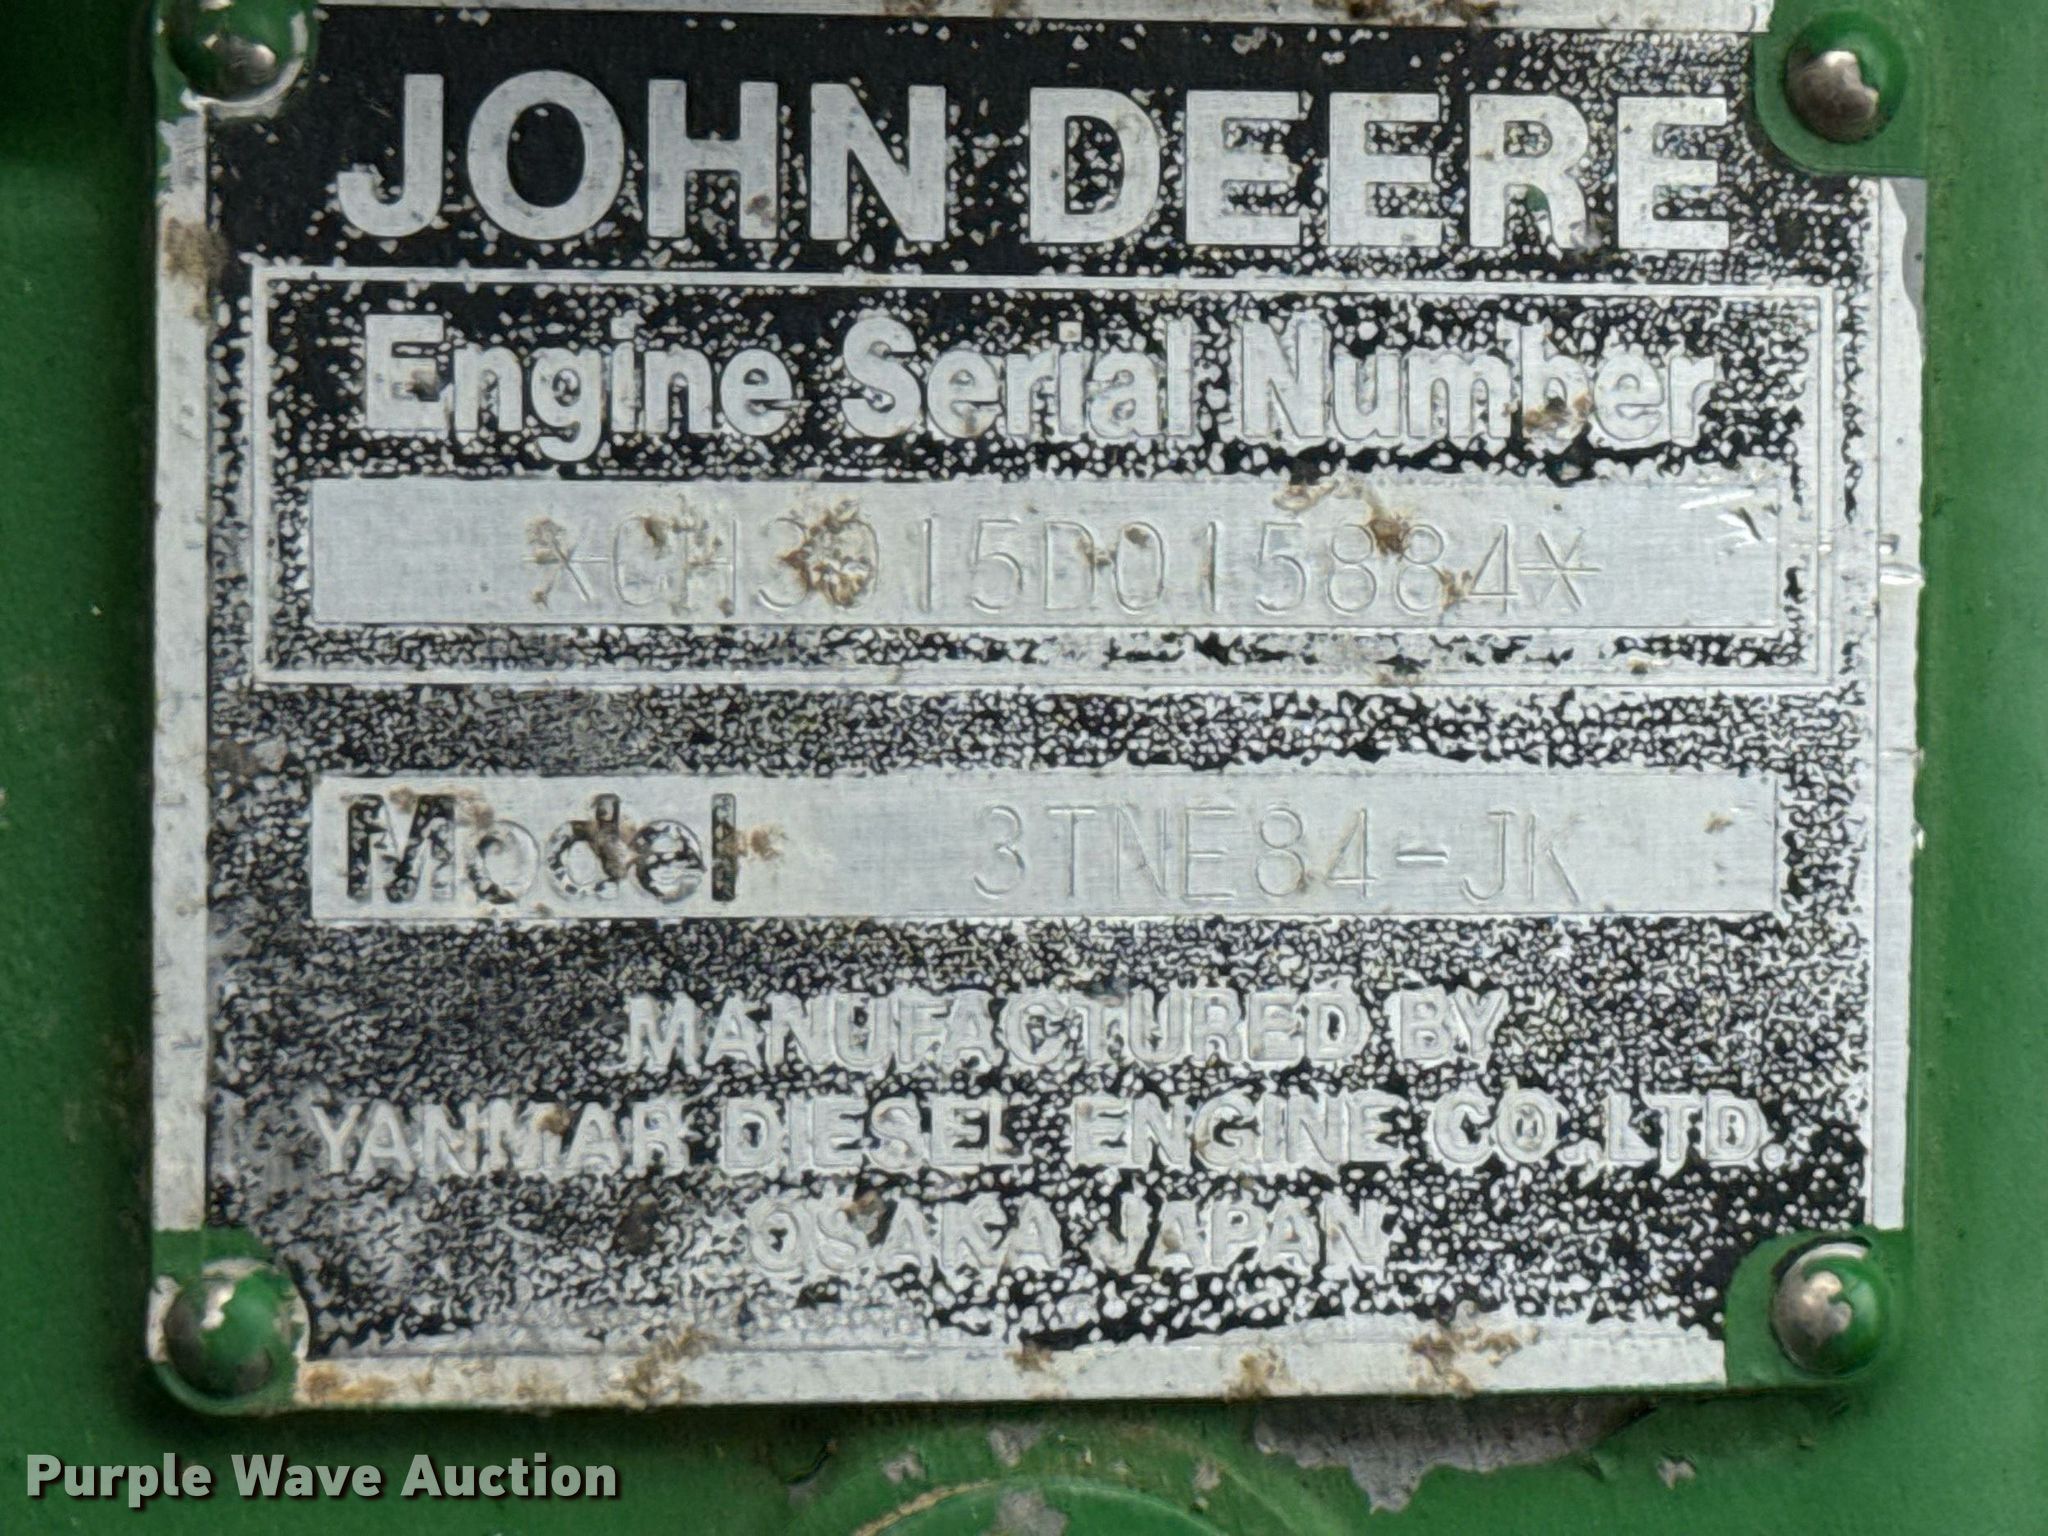 JOHN DEERE
Engine Serial Number
*CH3015D015884*
Model 3TNE84-JK
MANUFACTURED BY
YANMAR DIESEL ENGINE CO.,LTD.
OSAKA JAPAN
Purple Wave Auction